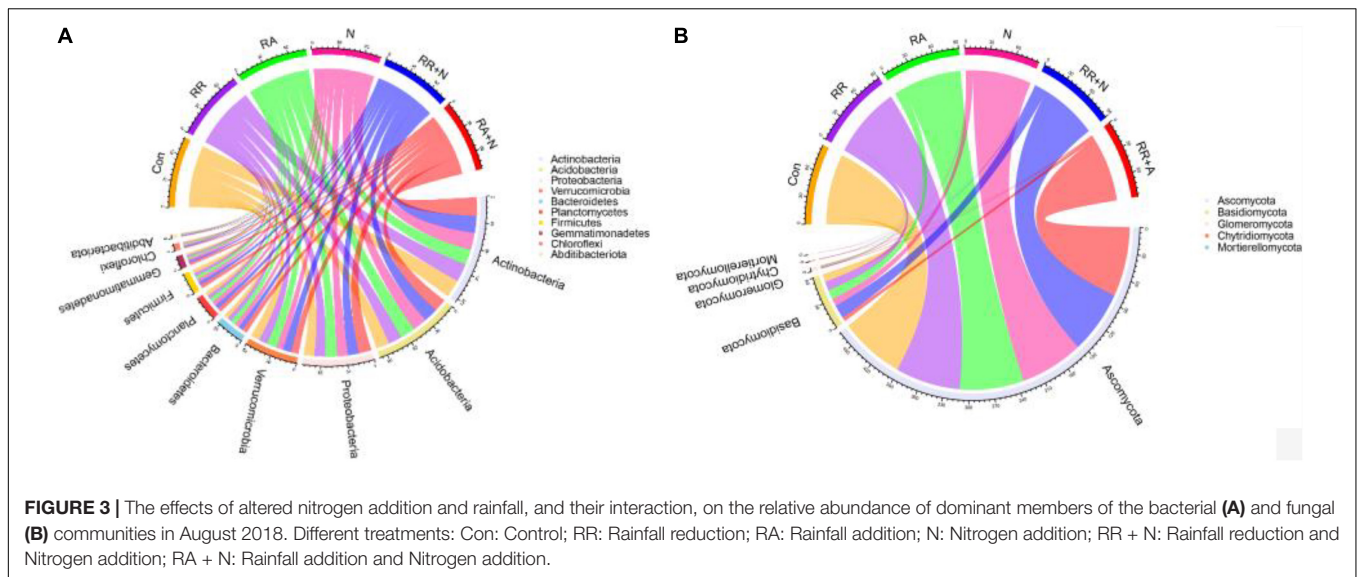 A
Con
RR
RA
N
RR+N
RA+N
Actinobacteria
Acidobacteria
Proteobacteria
Verrucomicrobia
Bacteroidetes
Planctomycetes
Firmicutes
Gemmatimonadeles
Chloroflexi
Abditibacteriota
Actinobacteria
Acidobacteria
Proteobacteria
Verrucomicrobia
Bacteroidetes
Planctomycetes
Firmicutes
Gemmatimonadetes
Chloroflexi
Abditibacteriota
B
Con
RR
RA
N
RR+N
RR+A
Ascomycota
Basidiomycota
Glomeromycota
Chytridiomycota
Mortierellomycota
Ascomycota
Basidiomycota
Glomeromycota
Chytridiomycota
Mortierellomycota
FIGURE 3 | The effects of altered nitrogen addition and rainfall, and their interaction, on the relative abundance of dominant members of the bacterial (A) and fungal
(B) communities in August 2018. Different treatments: Con: Control; RR: Rainfall reduction; RA: Rainfall addition; N: Nitrogen addition; RR + N: Rainfall reduction and
Nitrogen addition; RA + N: Rainfall addition and Nitrogen addition.